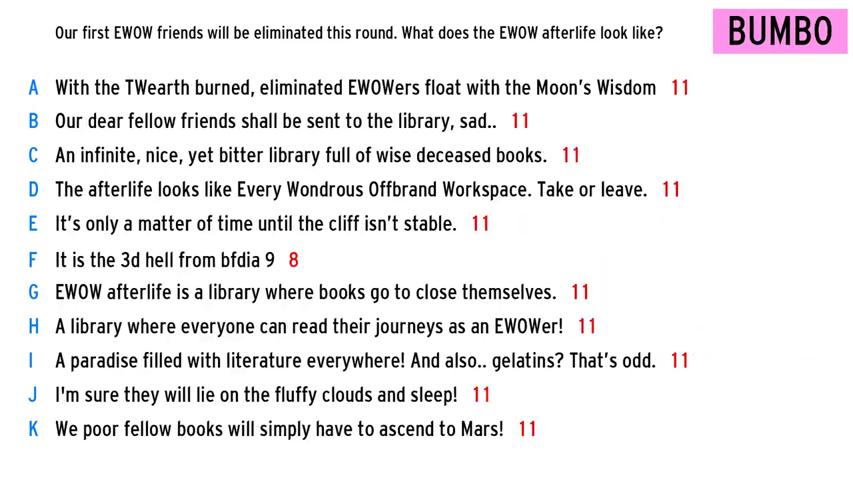 Our first EWOW friends will be eliminated this round. What does the EWOW afterlife look like?
BUMBO
A With the TWearth burned, eliminated EWOWers float with the Moon's Wisdom 11
B Our dear fellow friends shall be sent to the library, sad.. 11
C An infinite, nice, yet bitter library full of wise deceased books. 11
D The afterlife looks like Every Wondrous Offbrand Workspace. Take or leave. 11
E It's only a matter of time until the cliff isn't stable. 11
F It is the 3d hell from bfdia 9 8
G EWOW afterlife is a library where books go to close themselves. 11
H A library where everyone can read their journeys as an EWOWer! 11
I A paradise filled with literature everywhere! And also.. gelatins? That's odd. 11
J I'm sure they will lie on the fluffy clouds and sleep! 11
K We poor fellow books will simply have to ascend to Mars! 11